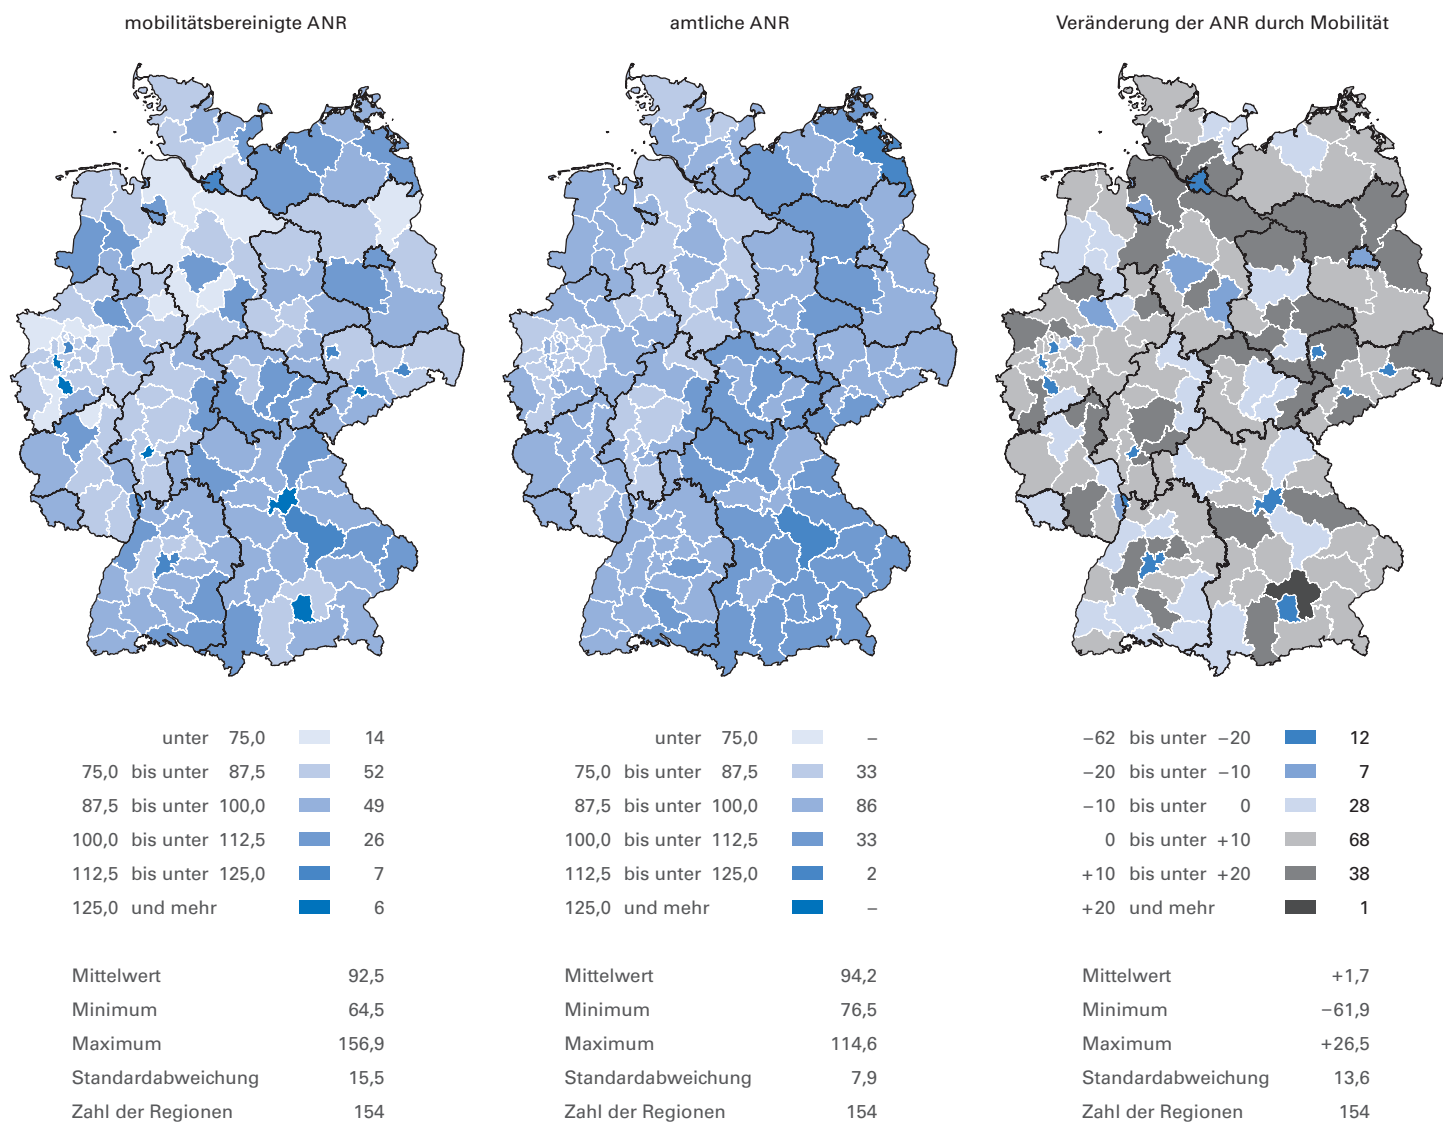 mobilitätsbereinigte ANR
amtliche ANR
Veränderung der ANR durch Mobilität
unter 75,0 14
75,0 bis unter 87,5 52
87,5 bis unter 100,0 49
100,0 bis unter 112,5 26
112,5 bis unter 125,0 7
125,0 und mehr 6
Mittelwert 92,5
Minimum 64,5
Maximum 156,9
Standardabweichung 15,5
Zahl der Regionen 154
unter 75,0 –
75,0 bis unter 87,5 33
87,5 bis unter 100,0 86
100,0 bis unter 112,5 33
112,5 bis unter 125,0 2
125,0 und mehr –
Mittelwert 94,2
Minimum 76,5
Maximum 114,6
Standardabweichung 7,9
Zahl der Regionen 154
−62 bis unter −20 12
−20 bis unter −10 7
−10 bis unter 0 28
0 bis unter +10 68
+10 bis unter +20 38
+20 und mehr 1
Mittelwert +1,7
Minimum −61,9
Maximum +26,5
Standardabweichung 13,6
Zahl der Regionen 154